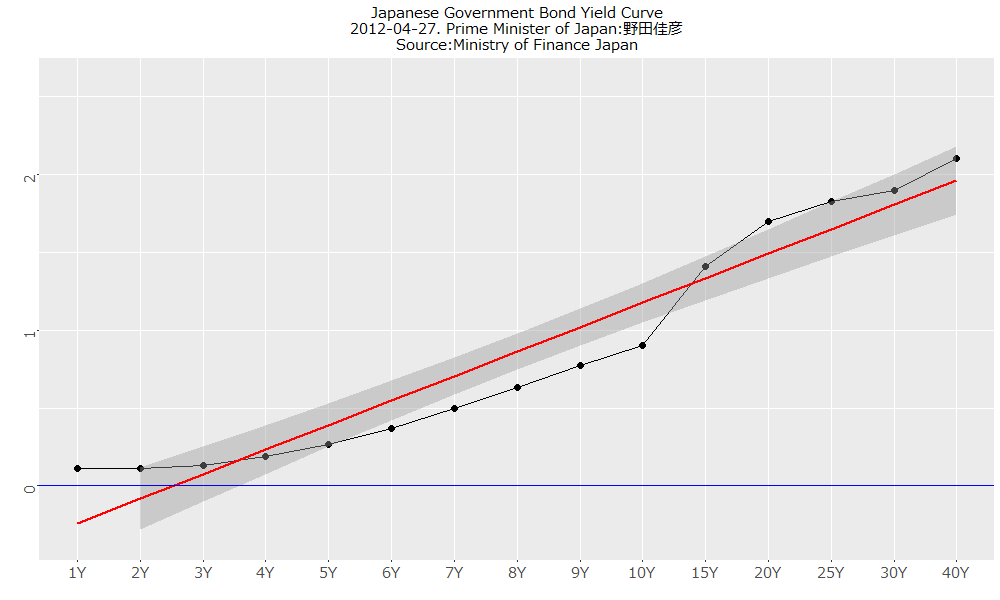 Japanese Government Bond Yield Curve
2012-04-27. Prime Minister of Japan:野田佳彦
Source:Ministry of Finance Japan
2
1
0
1Y 2Y 3Y 4Y 5Y 6Y 7Y 8Y 9Y 10Y 15Y 20Y 25Y 30Y 40Y